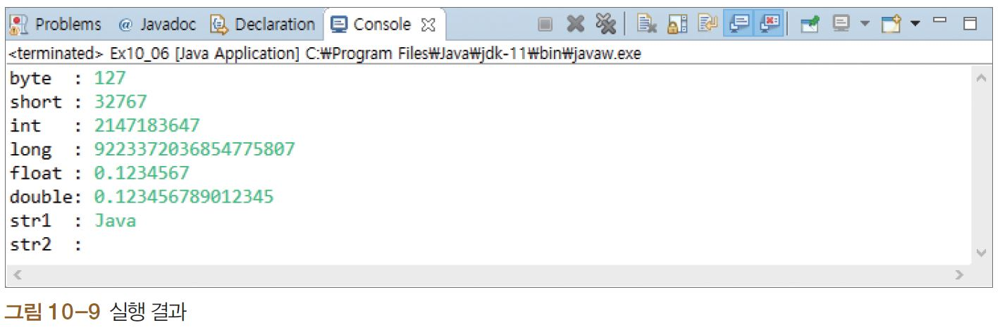 Problems @ Javadoc Declaration Console
<terminated> Ex10_06 [Java Application] C:₩Program Files₩Java₩jdk-11₩bin₩javaw.exe
byte : 127
short : 32767
int : 2147183647
long : 9223372036854775807
float : 0.1234567
double: 0.123456789012345
str1 : Java
str2 :
그림 10-9 실행 결과